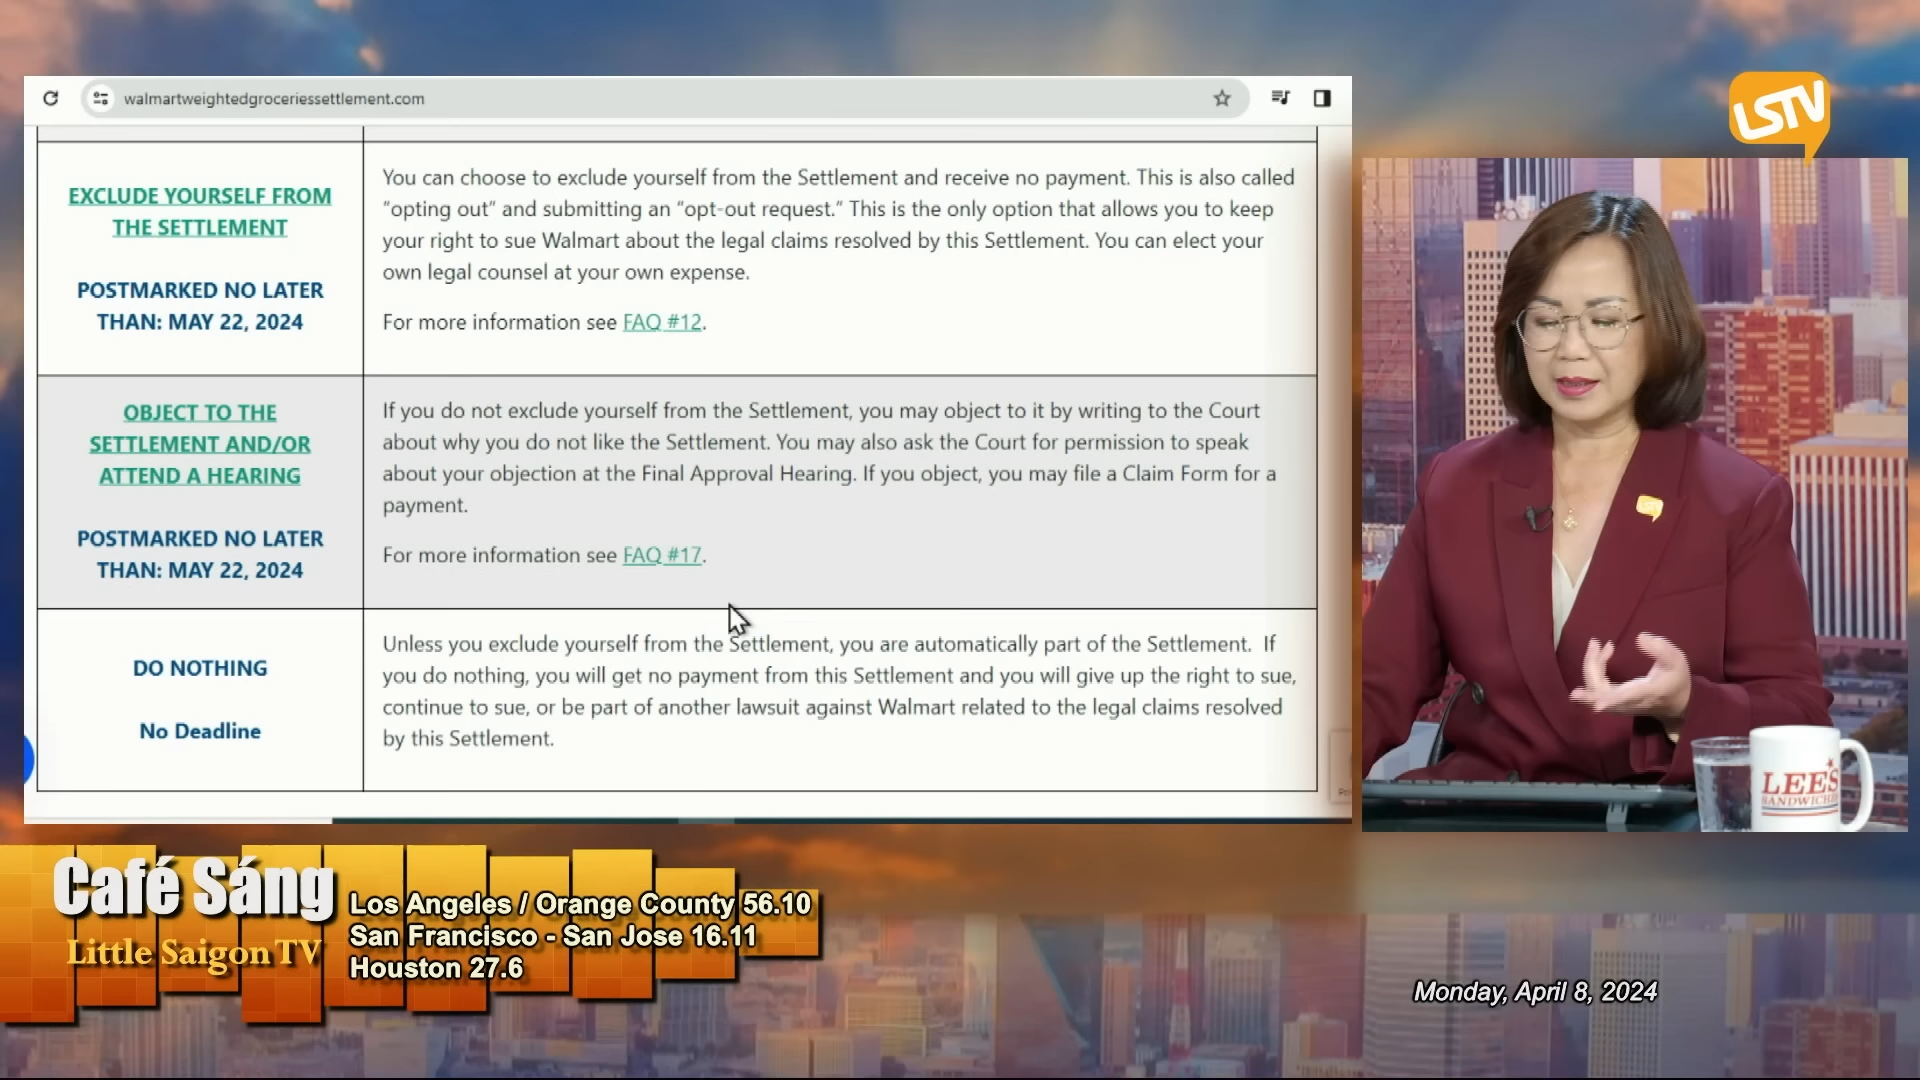 walmartweightedgroceriessettlement.com
LSTV
EXCLUDE YOURSELF FROM
THE SETTLEMENT
POSTMARKED NO LATER
THAN: MAY 22, 2024
You can choose to exclude yourself from the Settlement and receive no payment. This is also called
“opting out” and submitting an “opt-out request.” This is the only option that allows you to keep
your right to sue Walmart about the legal claims resolved by this Settlement. You can elect your
own legal counsel at your own expense.
For more information see FAQ #12.
OBJECT TO THE
SETTLEMENT AND/OR
ATTEND A HEARING
POSTMARKED NO LATER
THAN: MAY 22, 2024
If you do not exclude yourself from the Settlement, you may object to it by writing to the Court
about why you do not like the Settlement. You may also ask the Court for permission to speak
about your objection at the Final Approval Hearing. If you object, you may file a Claim Form for a
payment.
For more information see FAQ #17.
DO NOTHING
No Deadline
Unless you exclude yourself from the Settlement, you are automatically part of the Settlement. If
you do nothing, you will get no payment from this Settlement and you will give up the right to sue,
continue to sue, or be part of another lawsuit against Walmart related to the legal claims resolved
by this Settlement.
LSTV
LEE'S
SANDWICHES
Café Sáng
Little Saigon TV
Los Angeles / Orange County 56.10
San Francisco - San Jose 16.11
Houston 27.6
Monday, April 8, 2024